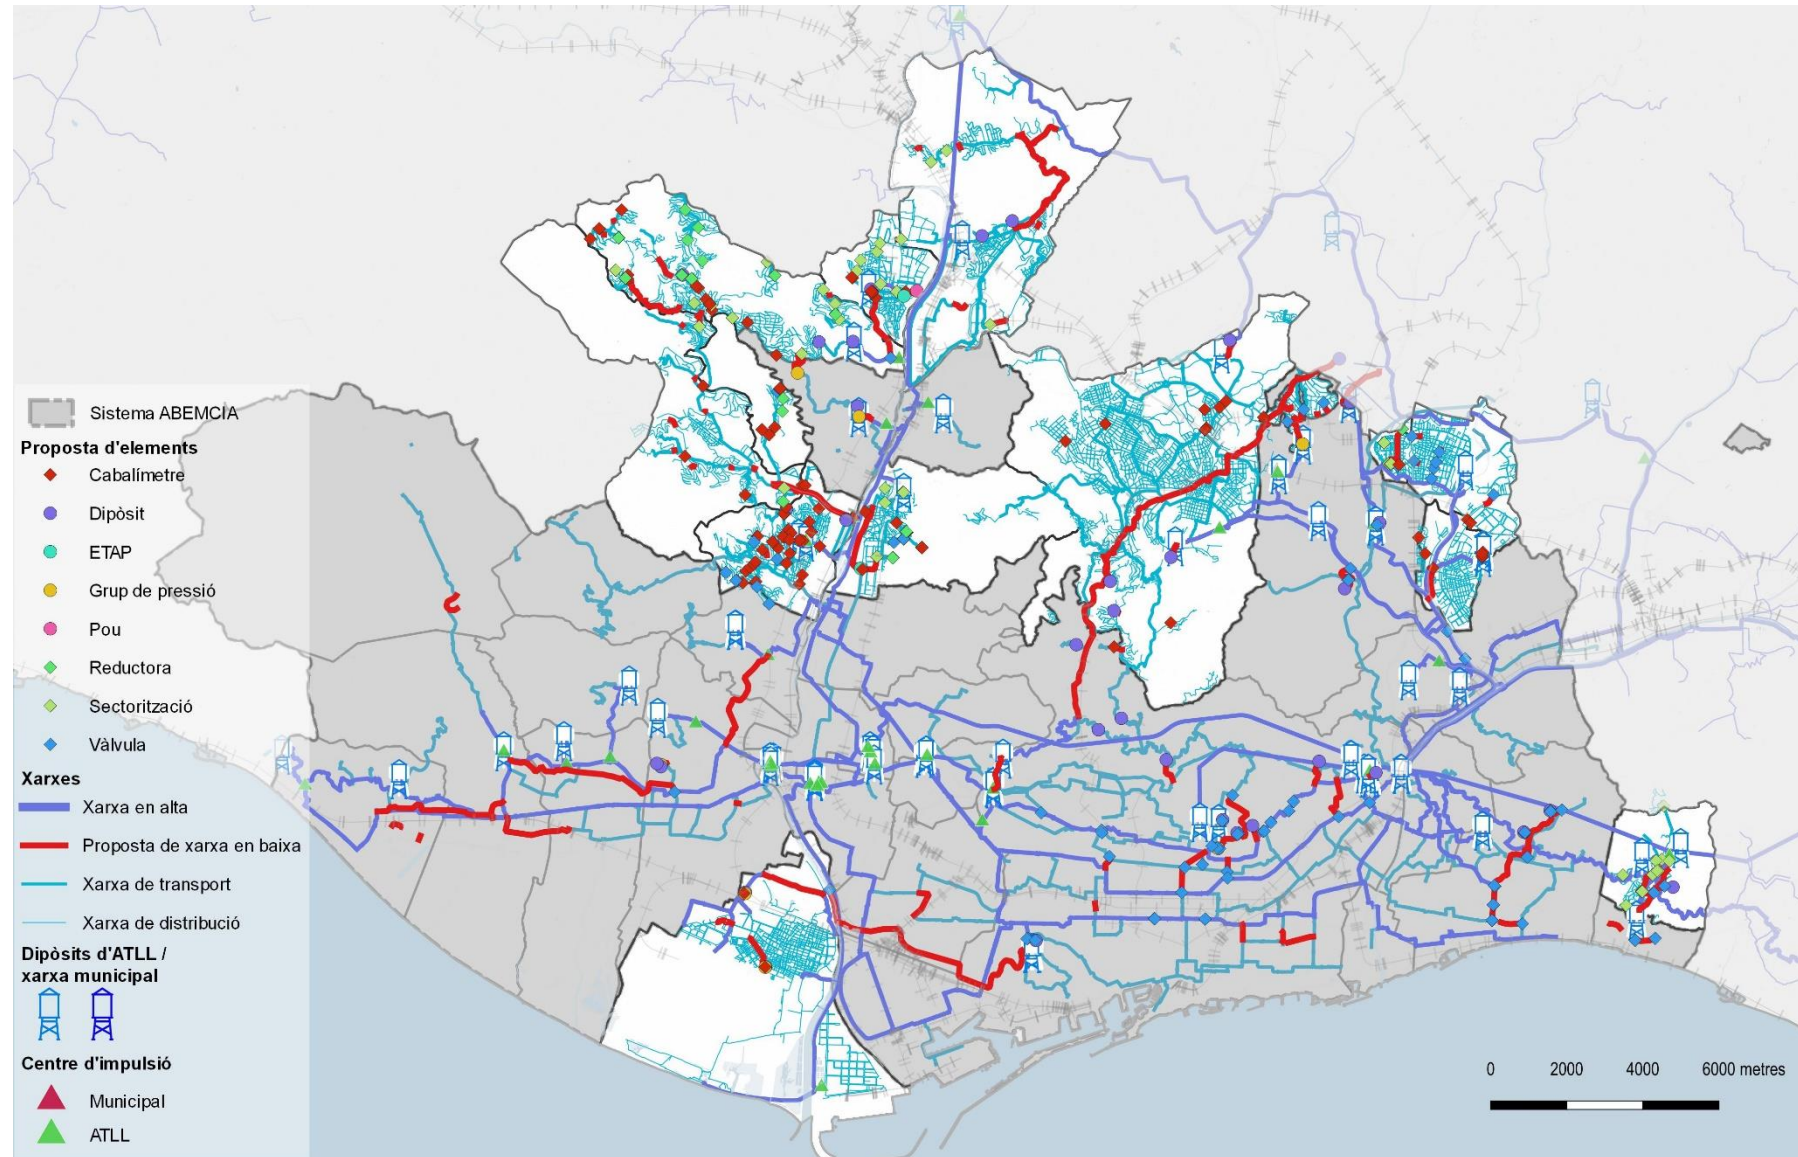 Sistema ABEMCIA
Proposta d'elements
Cabalímetre
Dipòsit
ETAP
Grup de pressió
Pou
Reductora
Sectorització
Vàlvula
Xarxes
Xarxa en alta
Proposta de xarxa en baixa
Xarxa de transport
Xarxa de distribució
Dipòsits d'ATLL /
xarxa municipal
Centre d'impulsió
Municipal
ATLL
0 2000 4000 6000 metres